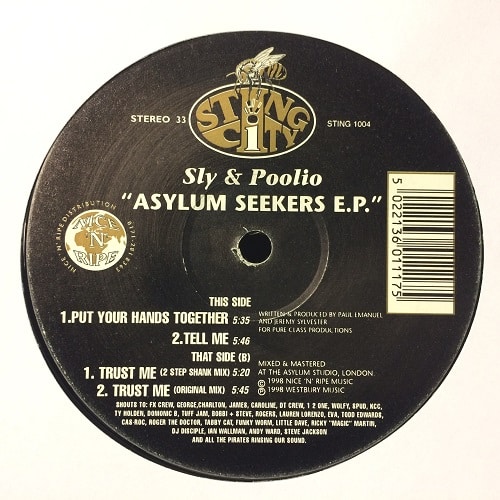 STEREO 33
STING CITY
STING 1004
Sly & Poolio
"ASYLUM SEEKERS E.P."
NICE 'N' RIPE DISTRIBUTION
NICE
'N'
RIPE
5 022136 011175
THIS SIDE
1.PUT YOUR HANDS TOGETHER 5:35
2.TELL ME 5:46
WRITTEN & PRODUCED BY PAUL EMANUEL
AND JEREMY SYLVESTER
FOR PURE CLASS PRODUCTIONS
THAT SIDE (B)
1. TRUST ME (2 STEP SHANK MIX) 5:20
2. TRUST ME (ORIGINAL MIX) 5:45
MIXED & MASTERED
AT THE ASYLUM STUDIO, LONDON.
© 1998 NICE 'N' RIPE MUSIC
℗ 1998 WESTBURY MUSIC
SHOUTS TO: FX CREW, GEORGE,CHARLTON, JAMES, CAROLINE, DT CREW, 1 2 ONE, WOLFY, SPUD, NCC,
TY HOLDEN, DOMONIC B, TUFF JAM, BOBBI + STEVE, ROGERS, LAUREN LORENZO, EVA, TODD EDWARDS,
CAB-ROC, ROGER THE DOCTOR, TABBY CAT, FUNKY WORM, LITTLE DAVE, RICKY "MAGIC" MARTIN,
DJ DISCIPLE, IAN WALLMAN, ANDY WARD, STEVE JACKSON
AND ALL THE PIRATES RINGING OUR SOUND.